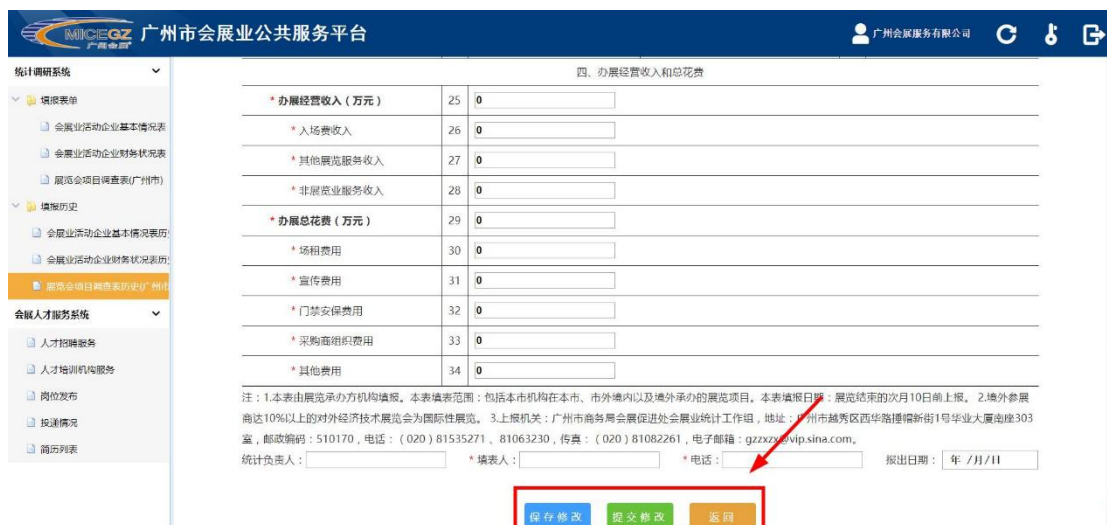 MICEGZ 广州市会展业公共服务平台
广州会展
广州会展服务有限公司
统计调研系统
填报表单
会展业活动企业基本情况表
会展业活动企业财务状况表
展览会项目调查表(广州市)
填报历史
会展业活动企业基本情况表历史
会展业活动企业财务状况表历史
展览会项目调查表历史(广州市
会展人才服务系统
人才招聘服务
人才培训机构服务
岗位发布
投递情况
简历列表
四、办展经营收入和总花费
* 办展经营收入（万元） 25 0
* 入场费收入 26 0
* 其他展览服务收入 27 0
* 非展览业服务收入 28 0
* 办展总花费（万元） 29 0
* 场租费用 30 0
* 宣传费用 31 0
* 门禁安保费用 32 0
* 采购商组织费用 33 0
* 其他费用 34 0
注：1.本表由展览承办方机构填报。本表填表范围：包括本市机构在本市、市外境内以及境外承办的展览项目。本表填报日期：展览结束的次月10日前上报。 2.境外参展
商达10%以上的对外经济技术展览会为国际性展览。 3.上报机关：广州市商务局会展促进处会展业统计工作组，地址：广州市越秀区西华路捶帽新街1号华业大厦南座303
室，邮政编码：510170，电话：（020）81535271 、81063230，传真：（020）81082261，电子邮箱：gzzxzx@vip.sina.com。
统计负责人： * 填表人： * 电话： 报出日期： 年 /月/日
保存修改 提交修改 返回